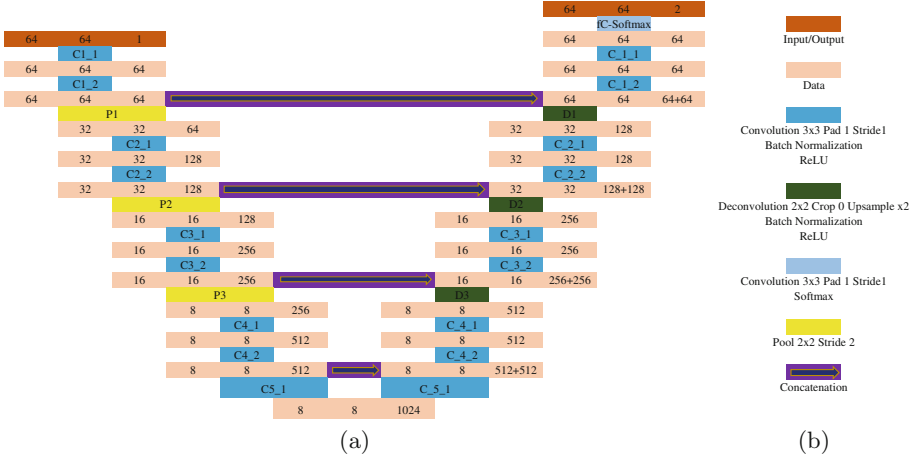 64 64 2
fC-Softmax
64 64 1
64 64 64
C1_1
C_1_1
64 64 64
64 64 64
C1_2
C_1_2
64 64 64
64 64 64+64
P1
D1
32 32 64
32 32 128
C2_1
C_2_1
32 32 128
32 32 128
C2_2
C_2_2
32 32 128
32 32 128+128
P2
D2
16 16 128
16 16 256
C3_1
C_3_1
16 16 256
16 16 256
C3_2
C_3_2
16 16 256
16 16 256+256
P3
D3
8 8 256
8 8 512
C4_1
C_4_1
8 8 512
8 8 512
C4_2
C_4_2
8 8 512
8 8 512+512
C5_1
C_5_1
8 8 1024
(a)
Input/Output
Data
Convolution 3x3 Pad 1 Stride1
Batch Normalization
ReLU
Deconvolution 2x2 Crop 0 Upsample x2
Batch Normalization
ReLU
Convolution 3x3 Pad 1 Stride1
Softmax
Pool 2x2 Stride 2
Concatenation
(b)